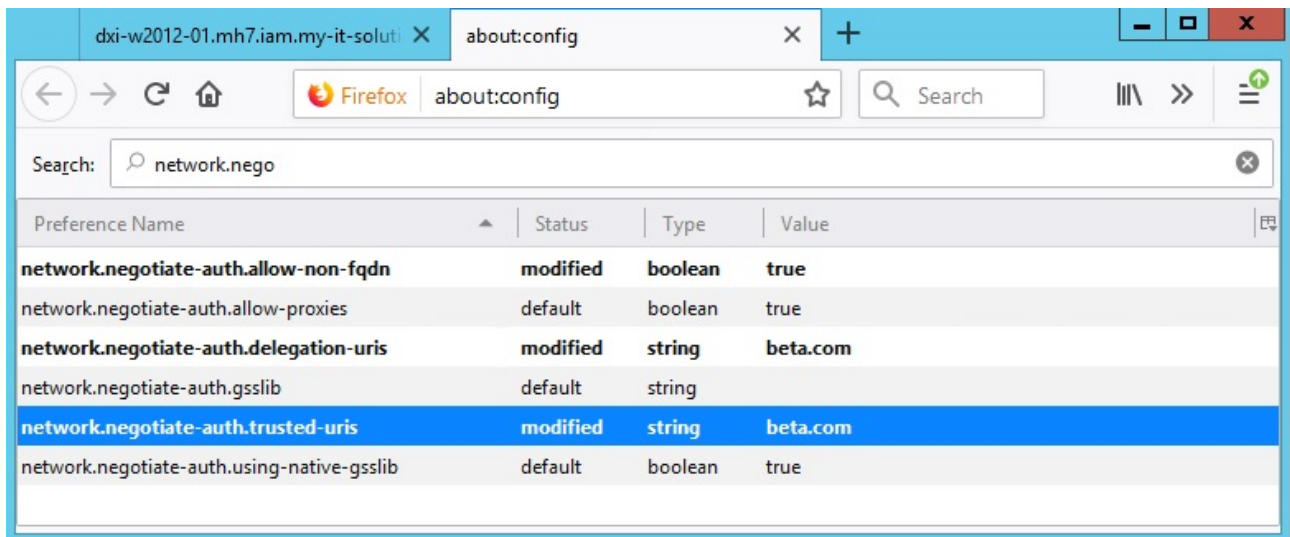 dxi-w2012-01.mh7.iam.my-it-soluti about:config
Firefox about:config Search
Search: network.nego
Preference Name Status Type Value
network.negotiate-auth.allow-non-fqdn modified boolean true
network.negotiate-auth.allow-proxies default boolean true
network.negotiate-auth.delegation-uris modified string beta.com
network.negotiate-auth.gsslib default string
network.negotiate-auth.trusted-uris modified string beta.com
network.negotiate-auth.using-native-gsslib default boolean true